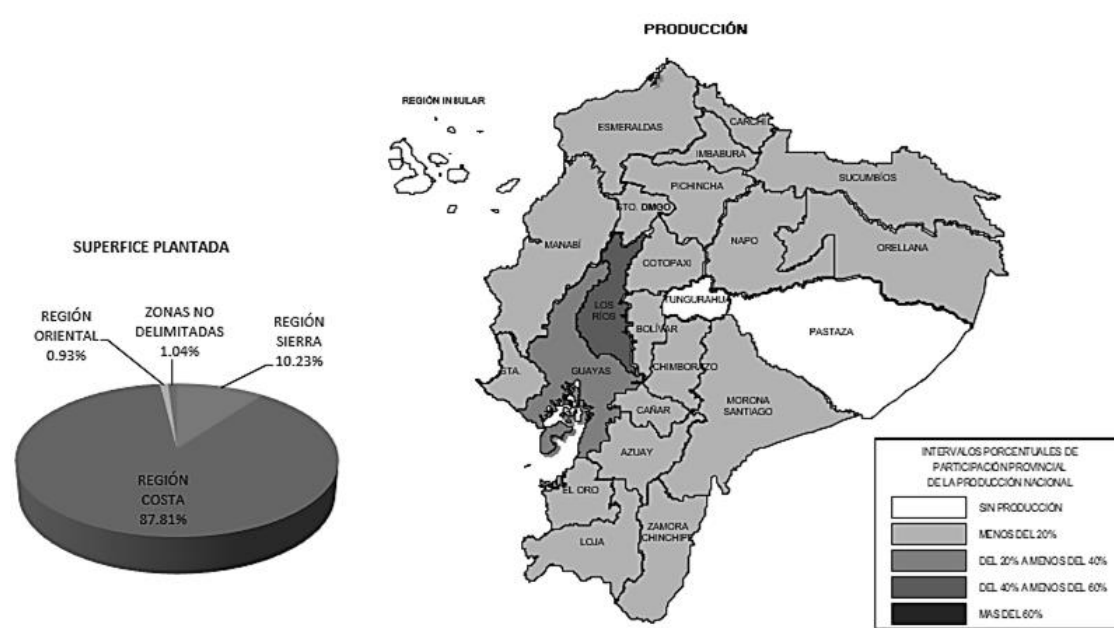 PRODUCCIÓN
REGIÓN INSULAR
ESMERALDAS
CARCHI
IMBABURA
SUCUMBÍOS
PICHINCHA
STO. DMGO
MANABÍ
NAPO
ORELLANA
COTOPAXI
TUNGURAHU
LOS
RÍOS
BOLÍVAR
PASTAZA
STA.
GUAYAS
CHIMBORAZO
MORONA
SANTIAGO
CAÑAR
AZUAY
EL ORO
ZAMORA
CHINCHIPE
LOJA
SUPERFICE PLANTADA
REGIÓN
ORIENTAL
0.93%
ZONAS NO
DELIMITADAS
1.04%
REGIÓN
SIERRA
10.23%
REGIÓN
COSTA
87.81%
INTERVALOS PORCENTUALES DE
PARTICIPACIÓN PROVINCIAL
DE LA PRODUCCIÓN NACIONAL
SIN PRODUCCIÓN
MENOS DEL 20%
DEL 20% A MENOS DEL 40%
DEL 40% A MENOS DEL 60%
MAS DEL 60%